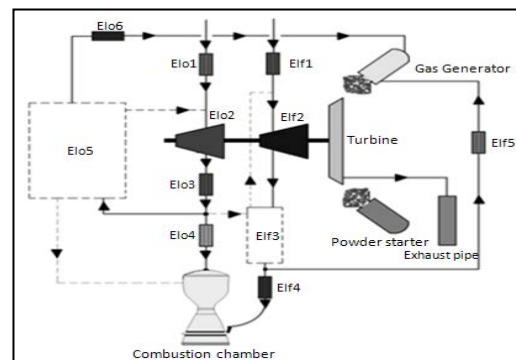 Elo6
Elo1
Elf1
Gas Generator
Elo2
Elf2
Turbine
Elf5
Elo5
Elo3
Elo4
Elf3
Powder starter
Exhaust pipe
Elf4
Combustion chamber